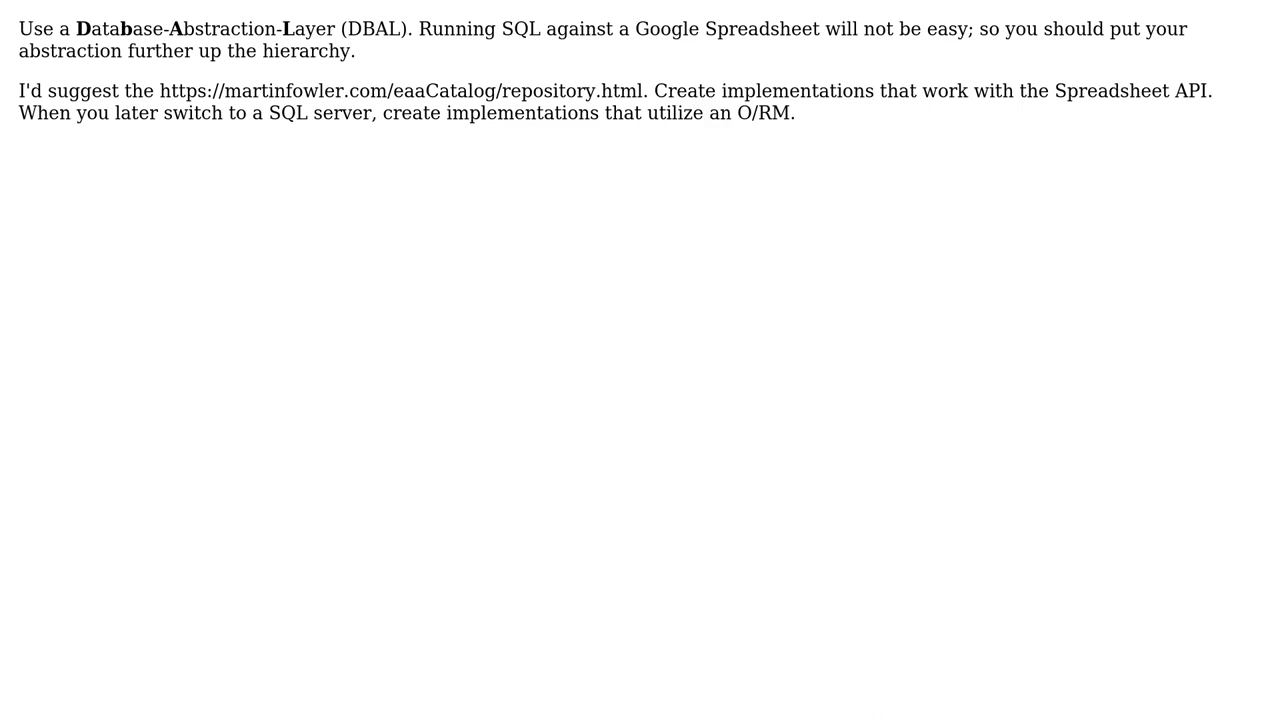 Use a Database-Abstraction-Layer (DBAL). Running SQL against a Google Spreadsheet will not be easy; so you should put your
abstraction further up the hierarchy.
I'd suggest the https://martinfowler.com/eaaCatalog/repository.html. Create implementations that work with the Spreadsheet API.
When you later switch to a SQL server, create implementations that utilize an O/RM.